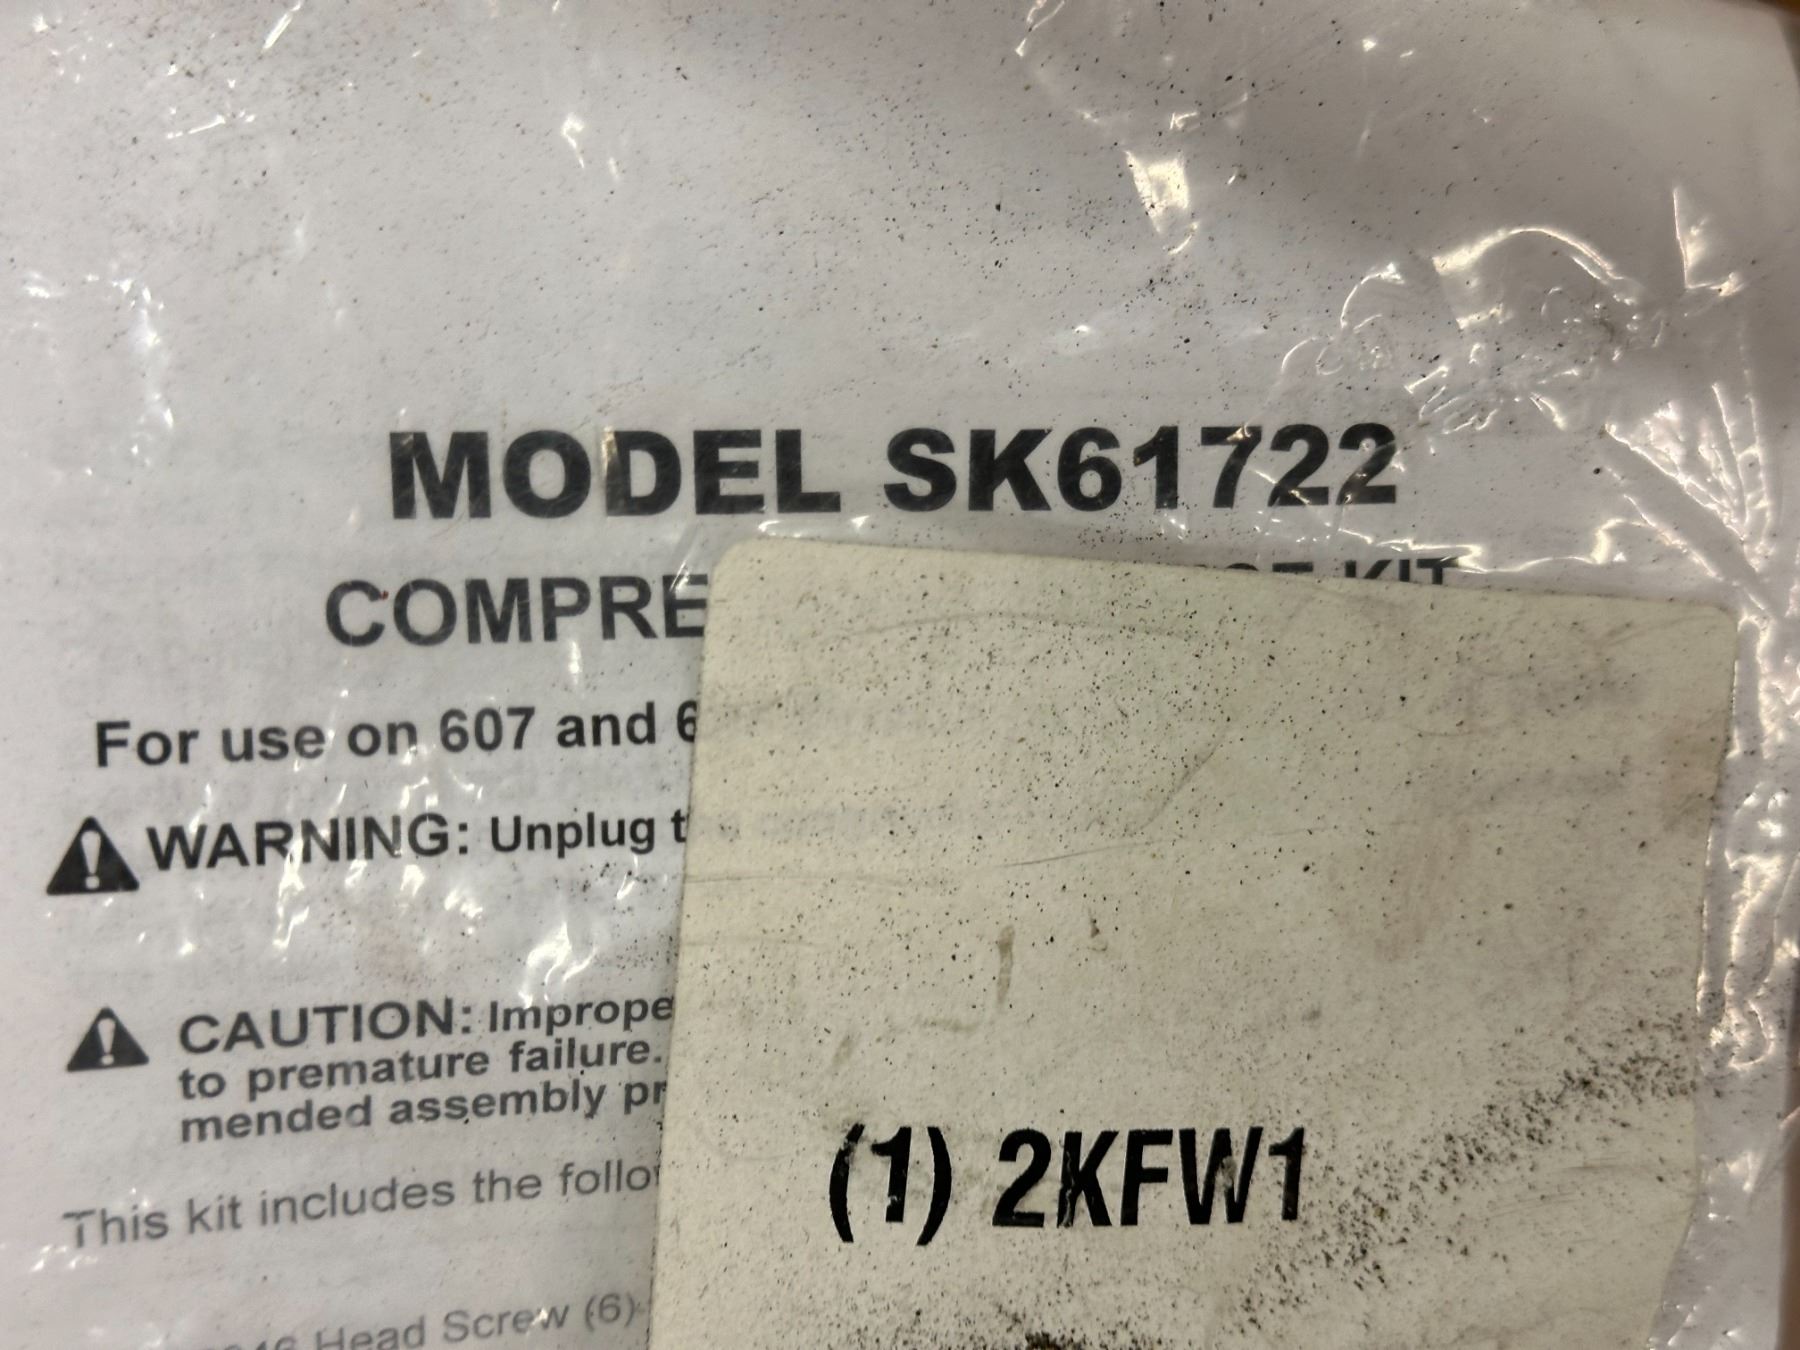 MODEL SK61722
COMPRE KIT
For use on 607 and 6
WARNING: Unplug t
CAUTION: Imprope
to premature failure.
mended assembly pr
This kit includes the follo
(1) 2KFW1
Head Screw (6)